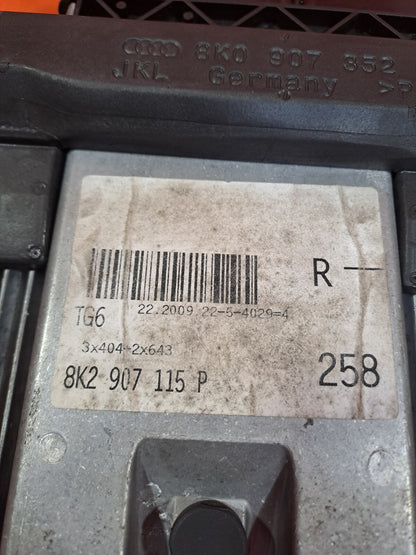 8K0 907 352
JKL Germany >P
R—
22.2009 22-5-4029=4
TG6
3x404-2x643
8K2 907 115 P
258